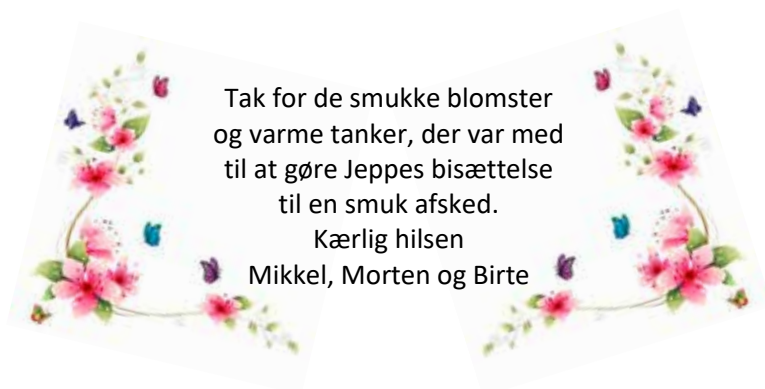 Tak for de smukke blomster
og varme tanker, der var med
til at gøre Jeppes bisættelse
til en smuk afsked.
Kærlig hilsen
Mikkel, Morten og Birte